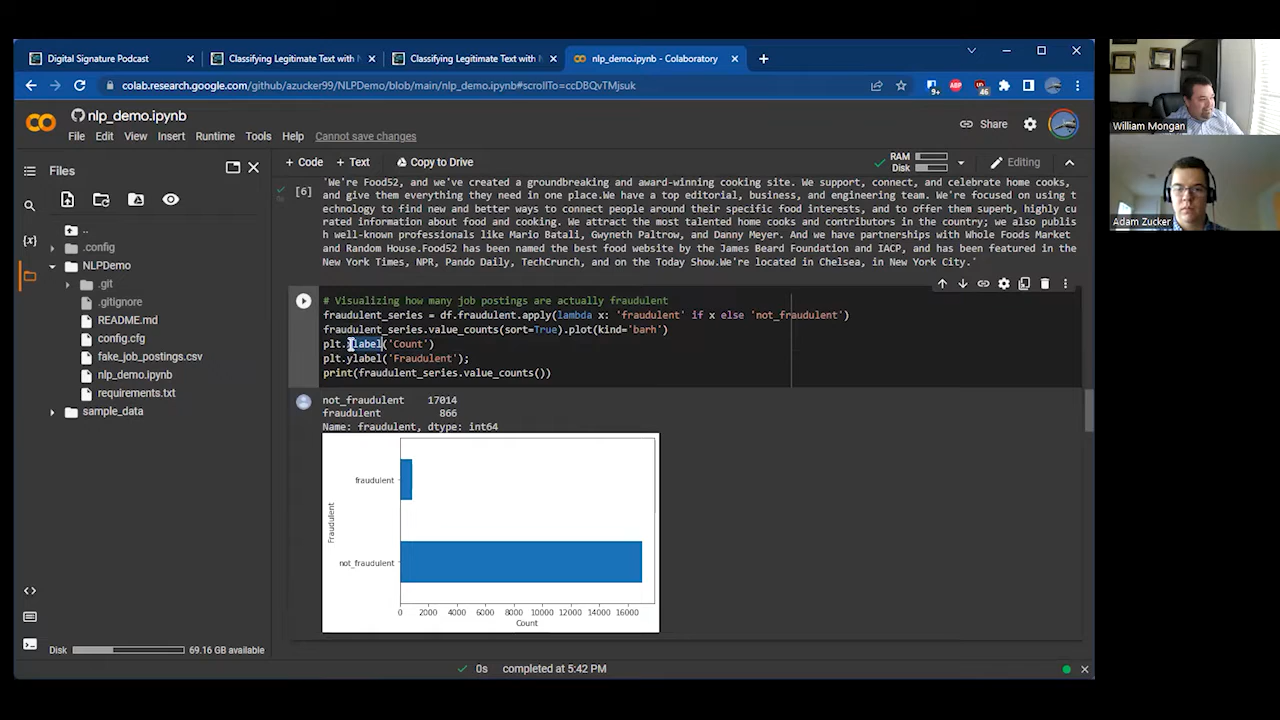 Digital Signature Podcast
Classifying Legitimate Text with N
Classifying Legitimate Text with N
nlp_demo.ipynb - Colaboratory
colab.research.google.com/github/azucker99/NLPDemo/blob/main/nlp_demo.ipynb#scrollTo=ccDBQvTMjsuk
9+
ABP
46
nlp_demo.ipynb
File Edit View Insert Runtime Tools Help Cannot save changes
Share
Files
+ Code + Text Copy to Drive
RAM
Disk
Editing
..
.config
NLPDemo
.git
.gitignore
README.md
config.cfg
fake_job_postings.csv
nlp_demo.ipynb
requirements.txt
sample_data
Disk 69.16 GB available
[6]
0s
'We're Food52, and we've created a groundbreaking and award-winning cooking site. We support, connect, and celebrate home cooks,
and give them everything they need in one place.We have a top editorial, business, and engineering team. We're focused on using t
echnology to find new and better ways to connect people around their specific food interests, and to offer them superb, highly cu
rated information about food and cooking. We attract the most talented home cooks and contributors in the country; we also publis
h well-known professionals like Mario Batali, Gwyneth Paltrow, and Danny Meyer. And we have partnerships with Whole Foods Market
and Random House.Food52 has been named the best food website by the James Beard Foundation and IACP, and has been featured in the
New York Times, NPR, Pando Daily, TechCrunch, and on the Today Show.We're located in Chelsea, in New York City.'
# Visualizing how many job postings are actually fraudulent
fraudulent_series = df.fraudulent.apply(lambda x: 'fraudulent' if x else 'not_fraudulent')
fraudulent_series.value_counts(sort=True).plot(kind='barh')
plt.xlabel('Count')
plt.ylabel('Fraudulent');
print(fraudulent_series.value_counts())
not_fraudulent 17014
fraudulent 866
Name: fraudulent, dtype: int64
fraudulent
Fraudulent
not_fraudulent
0 2000 4000 6000 8000 10000 12000 14000 16000
Count
0s completed at 5:42 PM
William Mongan
Adam Zucker